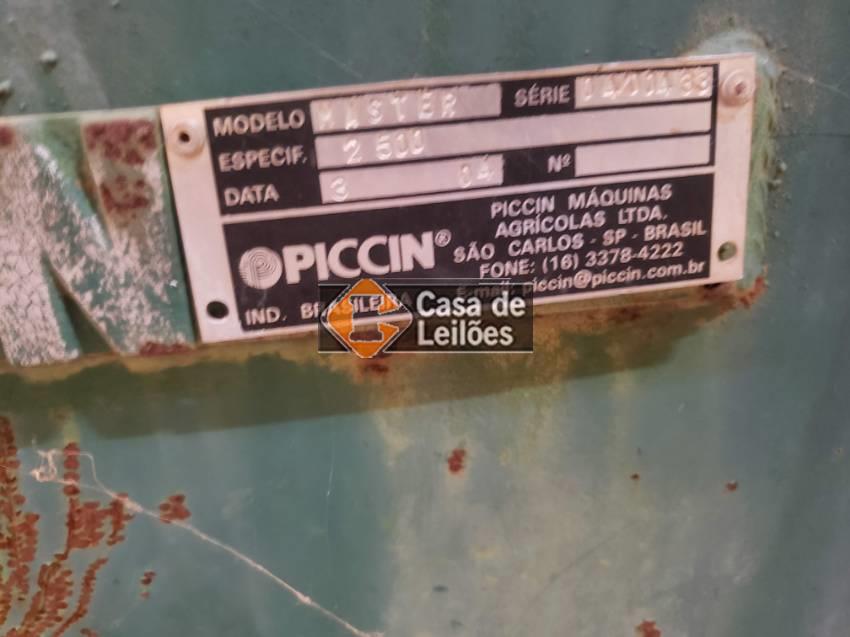 MODELO MASTER SÉRIE
ESPECIF. 2 500
DATA 3 04 Nº
PICCIN®
PICCIN MÁQUINAS
AGRÍCOLAS LTDA.
SÃO CARLOS - SP - BRASIL
FONE: (16) 3378-4222
E-mail: piccin@piccin.com.br
IND. BRASILEIRA
Casa de
Leilões
N